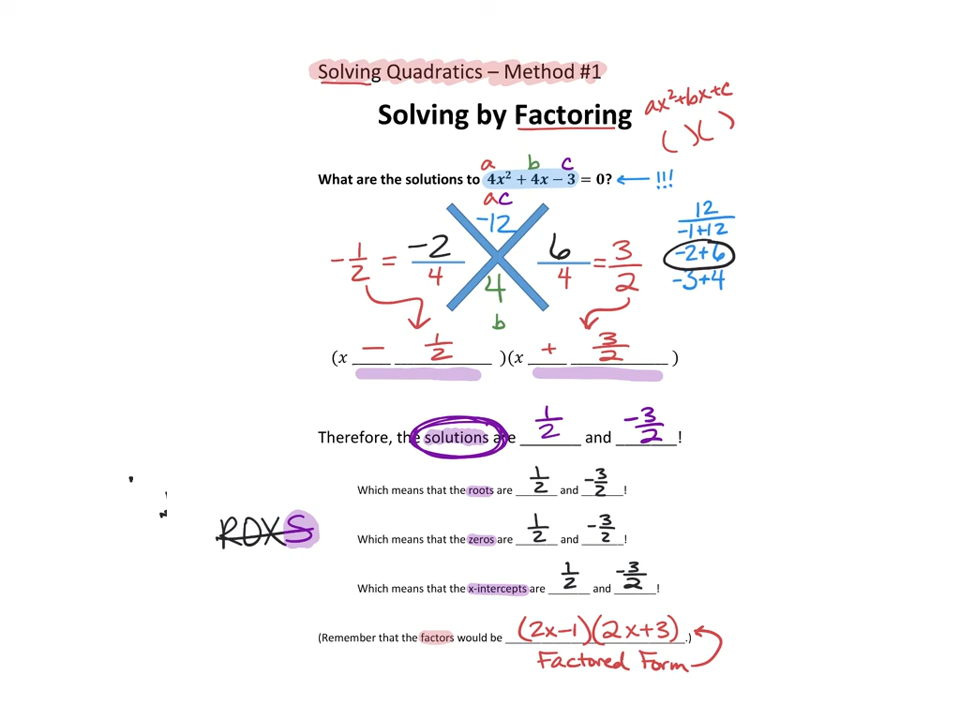 Solving Quadratics – Method #1
Solving by Factoring
ax²+bx+c
( )( )
a b c
What are the solutions to 4x² + 4x − 3 = 0? ← !!!
ac
-12
12
-1+12
-2+6
-3+4
-1/2 = -2/4 6/4 = 3/2
4
b
(x − 1/2 )(x + 3/2 )
Therefore, the solutions are 1/2 and -3/2 !
Which means that the roots are 1/2 and -3/2 !
ROXS
Which means that the zeros are 1/2 and -3/2 !
Which means that the x-intercepts are 1/2 and -3/2 !
(Remember that the factors would be (2x-1)(2x+3) .)
Factored Form